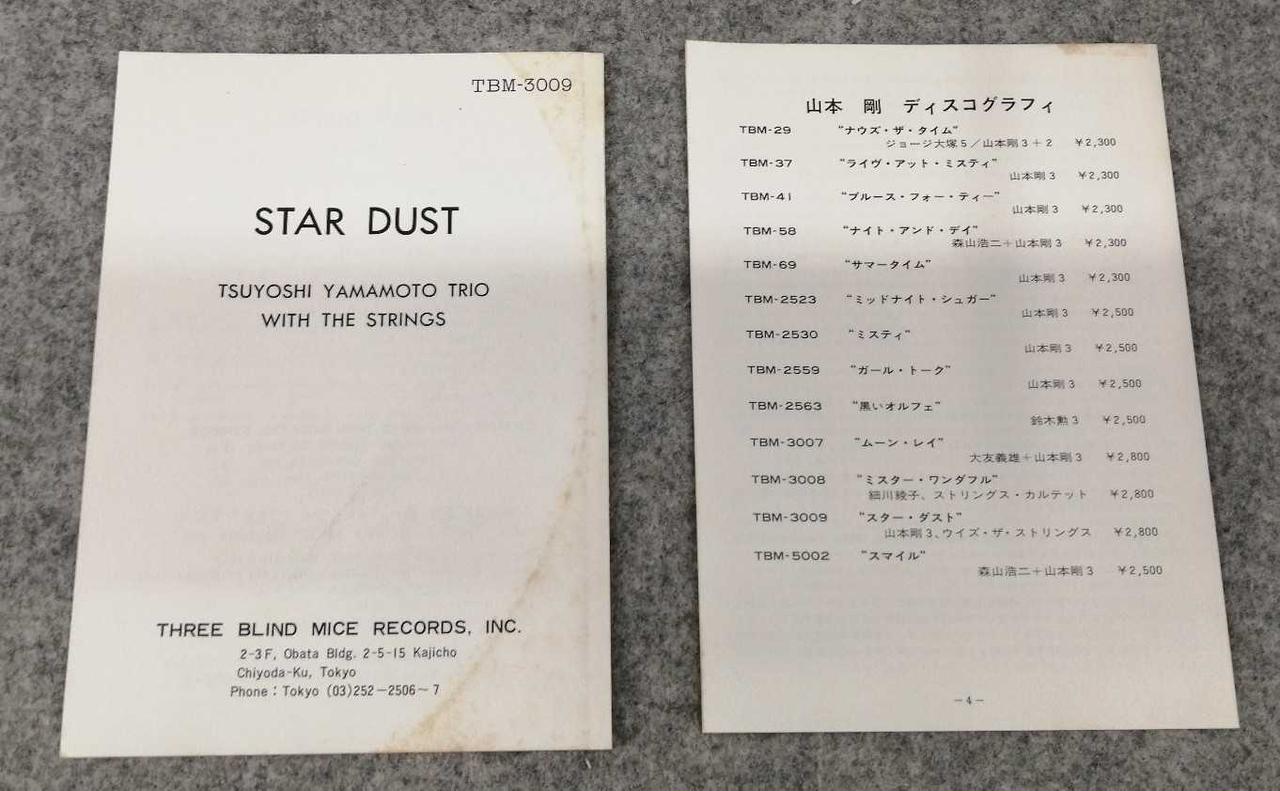 TBM-3009
STAR DUST
TSUYOSHI YAMAMOTO TRIO
WITH THE STRINGS
THREE BLIND MICE RECORDS, INC.
2-3F, Obata Bldg. 2-5-15 Kajicho
Chiyoda-Ku, Tokyo
Phone : Tokyo (03)252-2506~7
山本 剛 ディスコグラフィ
TBM-29 "ナウズ・ザ・タイム"
ジョージ大塚5/山本剛3+2 ¥2,300
TBM-37 "ライヴ・アット・ミスティ"
山本剛3 ¥2,300
TBM-41 "ブルース・フォー・ティー"
山本剛3 ¥2,300
TBM-58 "ナイト・アンド・デイ"
森山浩二+山本剛3 ¥2,300
TBM-69 "サマータイム"
山本剛3 ¥2,300
TBM-2523 "ミッドナイト・シュガー"
山本剛3 ¥2,500
TBM-2530 "ミスティ"
山本剛3 ¥2,500
TBM-2559 "ガール・トーク"
山本剛3 ¥2,500
TBM-2563 "黒いオルフェ"
鈴木勲3 ¥2,500
TBM-3007 "ムーン・レイ"
大友義雄+山本剛3 ¥2,800
TBM-3008 "ミスター・ワンダフル"
細川綾子、ストリングス・カルテット ¥2,800
TBM-3009 "スター・ダスト"
山本剛3、ウイズ・ザ・ストリングス ¥2,800
TBM-5002 "スマイル"
森山浩二+山本剛3 ¥2,500
-4-